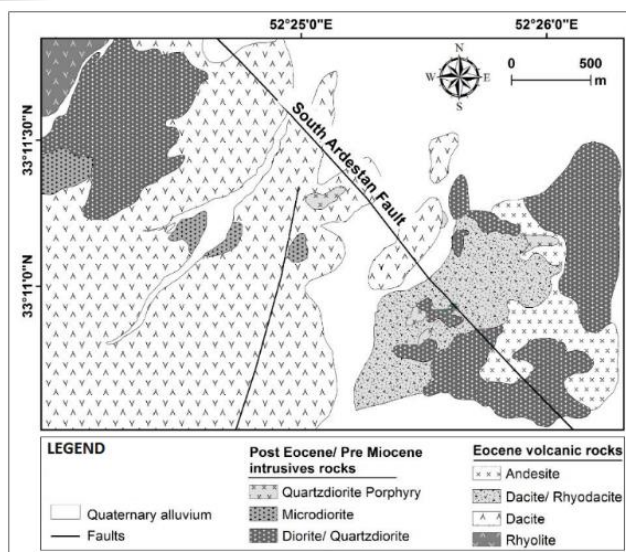 52°25'0"E
52°26'0"E
N
W
E
S
0
500
m
33°11'30"N
33°11'0"N
South Ardestan Fault
LEGEND
Quaternary alluvium
Faults
Post Eocene/ Pre Miocene
intrusives rocks
Quartzdiorite Porphyry
Microdiorite
Diorite/ Quartzdiorite
Eocene volcanic rocks
Andesite
Dacite/ Rhyodacite
Dacite
Rhyolite